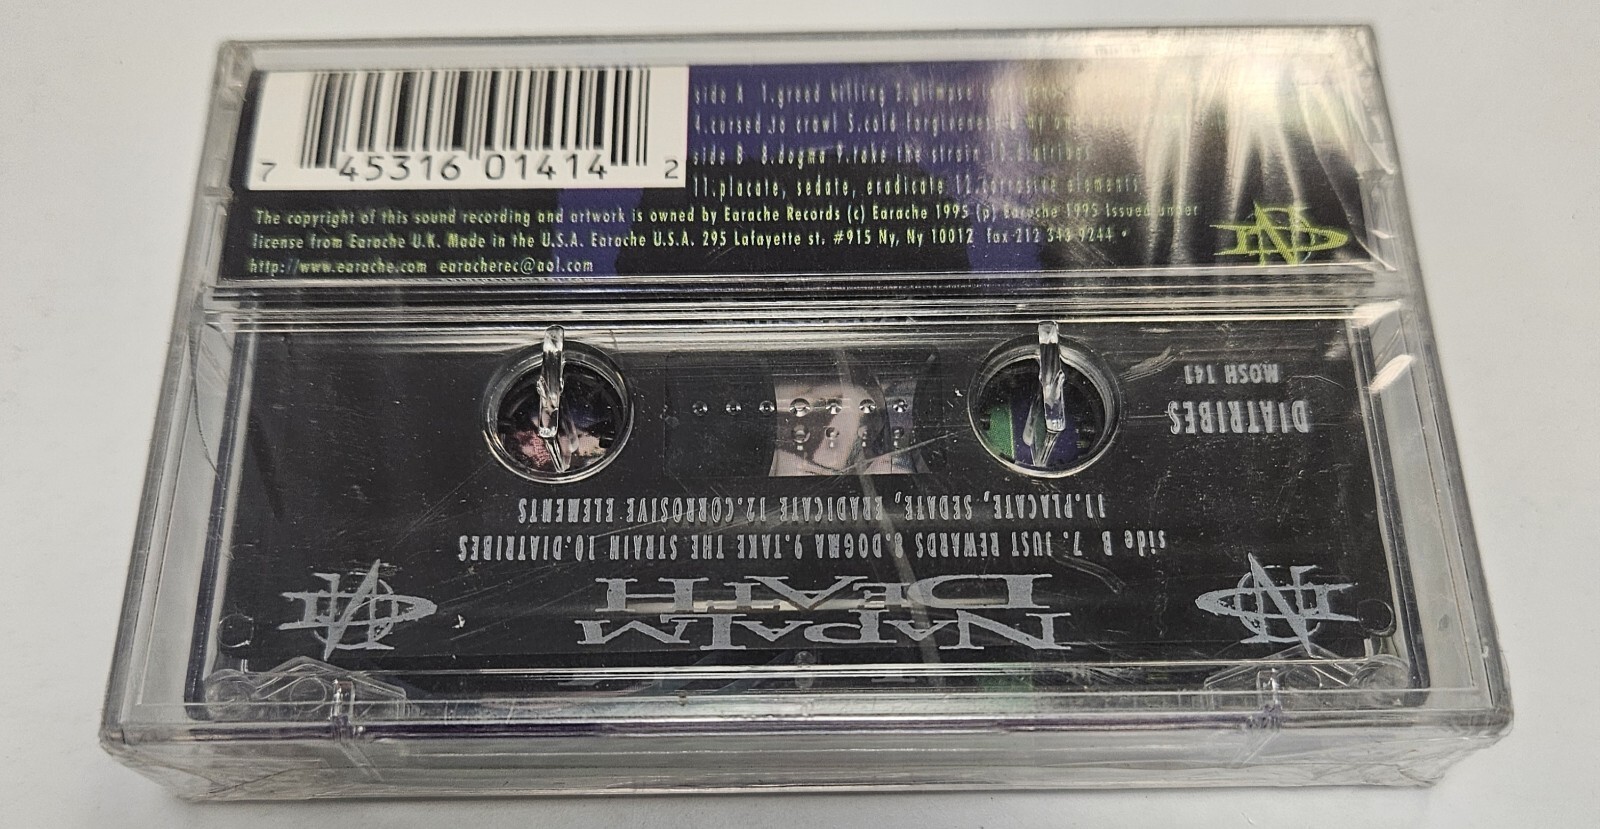 side A 1.greed killing 2.glimpse
4.cursed to crawl 5.cold forgiveness 6 my own
side B 8.dogma 9.take the strain 10.diatribes
11.placate, sedate, eradicate 12.corrosive elements
7 45316 01414 2
The copyright of this sound recording and artwork is owned by Earache Records (c) Earache 1995 (p) Earache 1995 Issued under
license from Earache U.K. Made in the U.S.A. Earache U.S.A. 295 Lafayette st. #915 Ny, Ny 10012 fax 212 343 9244 •
http://www.earache.com earacherec@aol.com
NAPALM
DEATH
side B 7. JUST REWARDS 8.DOGMA 9.TAKE THE STRAIN 10.DIATRIBES
11.PLACATE, SEDATE, ERADICATE 12.CORROSIVE ELEMENTS
DIATRIBES
MOSH 141